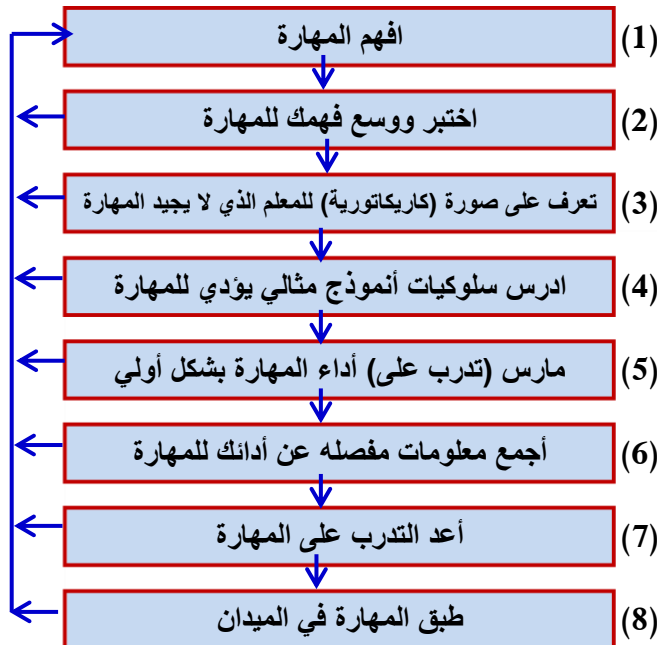 (1) افهم المهارة
(2) اختبر ووسع فهمك للمهارة
(3) تعرف على صورة (كاريكاتورية) للمعلم الذي لا يجيد المهارة
(4) ادرس سلوكيات أنموذج مثالي يؤدي للمهارة
(5) مارس (تدرب على) أداء المهارة بشكل أولي
(6) أجمع معلومات مفصله عن أدائك للمهارة
(7) أعد التدرب على المهارة
(8) طبق المهارة في الميدان